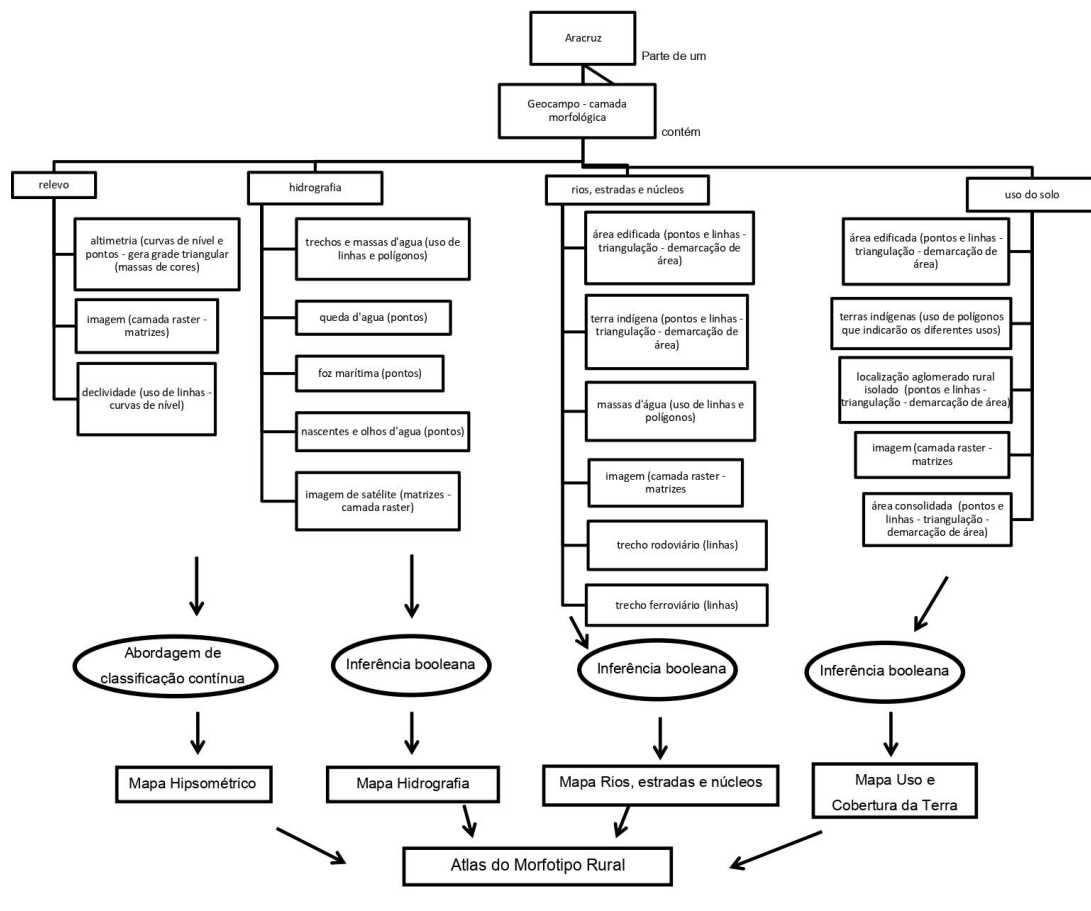 Aracruz
Parte de um
Geocampo - camada
morfológica
contém
relevo
hidrografia
rios, estradas e núcleos
uso do solo
altimetria (curvas de nível e
pontos - gera grade triangular
(massas de cores)
imagem (camada raster -
matrizes)
declividade (uso de linhas -
curvas de nível)
trechos e massas d'agua (uso de
linhas e polígonos)
queda d'agua (pontos)
foz marítima (pontos)
nascentes e olhos d'agua (pontos)
imagem de satélite (matrizes -
camada raster)
área edificada (pontos e linhas -
triangulação - demarcação de
área)
terra indígena (pontos e linhas -
triangulação - demarcação de
área)
massas d'água (uso de linhas e
polígonos)
imagem (camada raster -
matrizes
trecho rodoviário (linhas)
trecho ferroviário (linhas)
área edificada (pontos e linhas -
triangulação - demarcação de
área)
terras indígenas (uso de polígonos
que indicarão os diferentes usos)
localização aglomerado rural
isolado (pontos e linhas -
triangulação - demarcação de área)
imagem (camada raster -
matrizes
área consolidada (pontos e
linhas - triangulação -
demarcação de área)
Abordagem de
classificação contínua
Inferência booleana
Inferência booleana
Inferência booleana
Mapa Hipsométrico
Mapa Hidrografia
Mapa Rios, estradas e núcleos
Mapa Uso e
Cobertura da Terra
Atlas do Morfotipo Rural